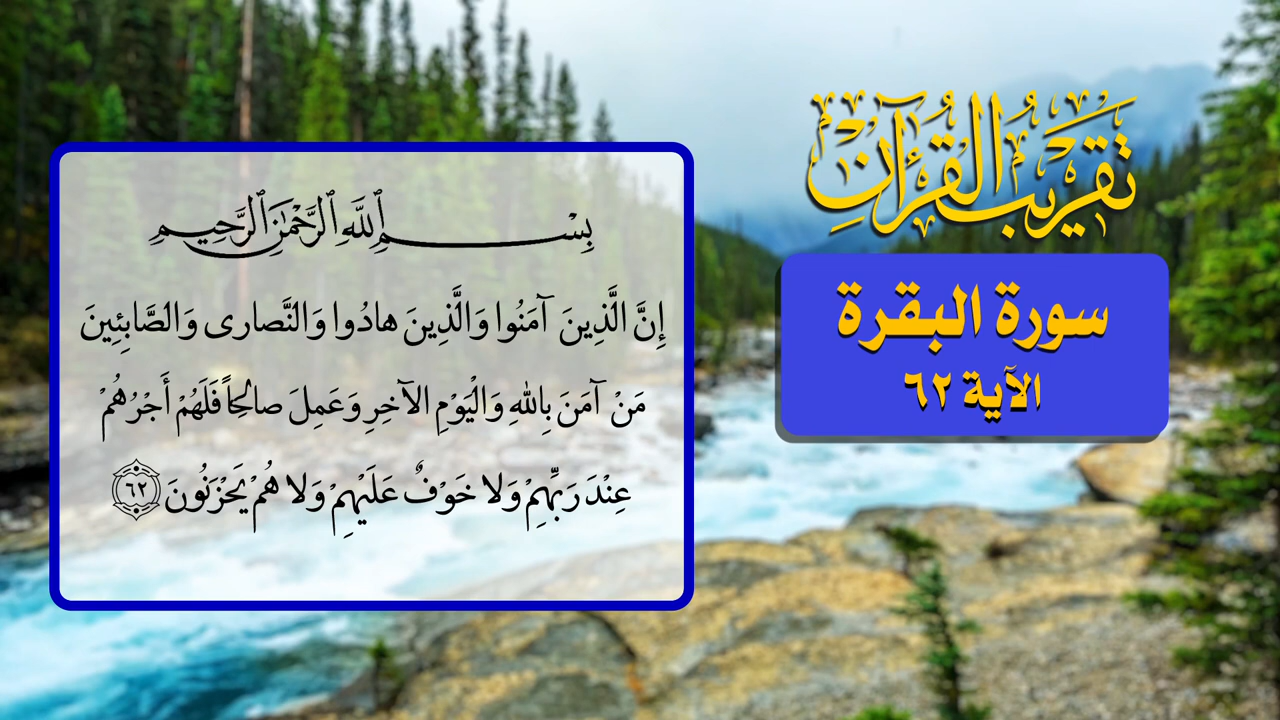 تقريب القرآن
سورة البقرة
الآية ٦٢
بِسْمِ ٱللَّهِ ٱلرَّحْمَٰنِ ٱلرَّحِيمِ
إِنَّ الَّذِينَ آمَنُوا وَالَّذِينَ هادُوا وَالنَّصارى وَالصَّابِئِينَ
مَنْ آمَنَ بِاللهِ وَالْيَوْمِ الآخِرِ وَعَمِلَ صالِحاً فَلَهُمْ أَجْرُهُمْ
عِنْدَ رَبِّهِمْ وَلا خَوْفٌ عَلَيْهِمْ وَلا هُمْ يَحْزَنُونَ ٦٢